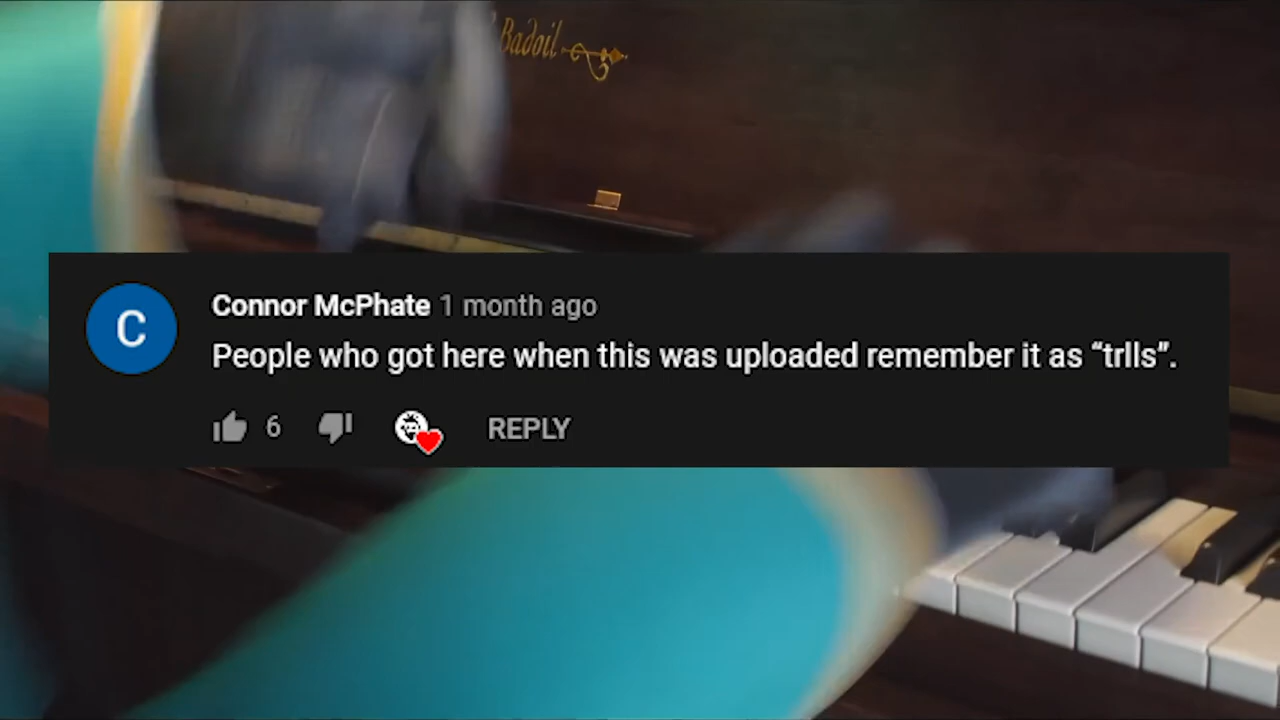 Badoil
C
Connor McPhate 1 month ago
People who got here when this was uploaded remember it as “trlls”.
6
REPLY